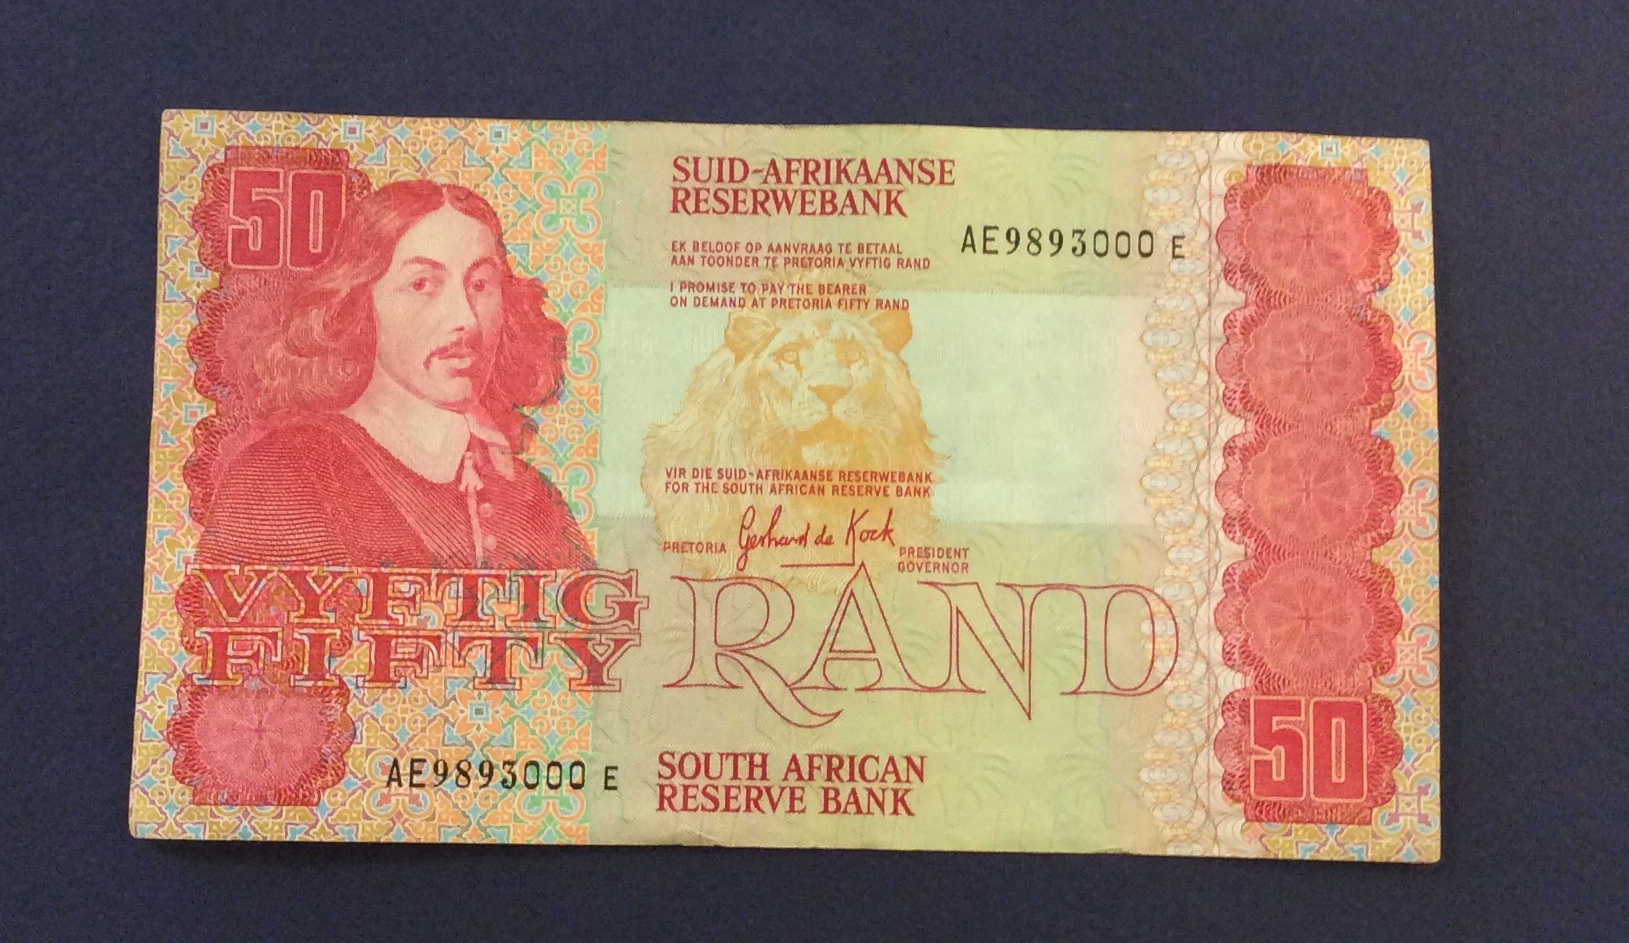 50
SUID-AFRIKAANSE
RESERWEBANK
EK BELOOF OP AANVRAAG TE BETAAL
AAN TOONDER TE PRETORIA VYFTIG RAND
AE9893000 E
I PROMISE TO PAY THE BEARER
ON DEMAND AT PRETORIA FIFTY RAND
VIR DIE SUID-AFRIKAANSE RESERWEBANK
FOR THE SOUTH AFRICAN RESERVE BANK
PRETORIA Gerhard de Kock PRESIDENT
GOVERNOR
VYFTIG
FIFTY
RAND
50
AE9893000 E
SOUTH AFRICAN
RESERVE BANK